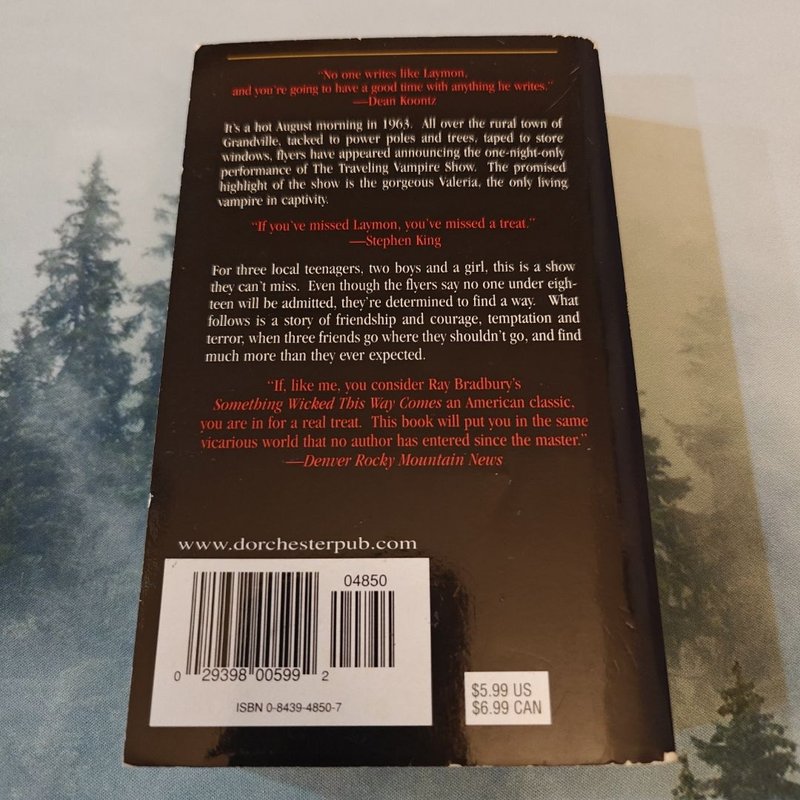 “No one writes like Laymon,
and you're going to have a good time with anything he writes.”
—Dean Koontz
It's a hot August morning in 1963. All over the rural town of
Grandville, tacked to power poles and trees, taped to store
windows, flyers have appeared announcing the one-night-only
performance of The Traveling Vampire Show. The promised
highlight of the show is the gorgeous Valeria, the only living
vampire in captivity.
“If you've missed Laymon, you've missed a treat.”
—Stephen King
For three local teenagers, two boys and a girl, this is a show
they can't miss. Even though the flyers say no one under eigh-
teen will be admitted, they're determined to find a way. What
follows is a story of friendship and courage, temptation and
terror, when three friends go where they shouldn't go, and find
much more than they ever expected.
“If, like me, you consider Ray Bradbury's
Something Wicked This Way Comes an American classic,
you are in for a real treat. This book will put you in the same
vicarious world that no author has entered since the master.”
—Denver Rocky Mountain News
www.dorchesterpub.com
04850
0 29398 00599 2
ISBN 0-8439-4850-7
$5.99 US
$6.99 CAN